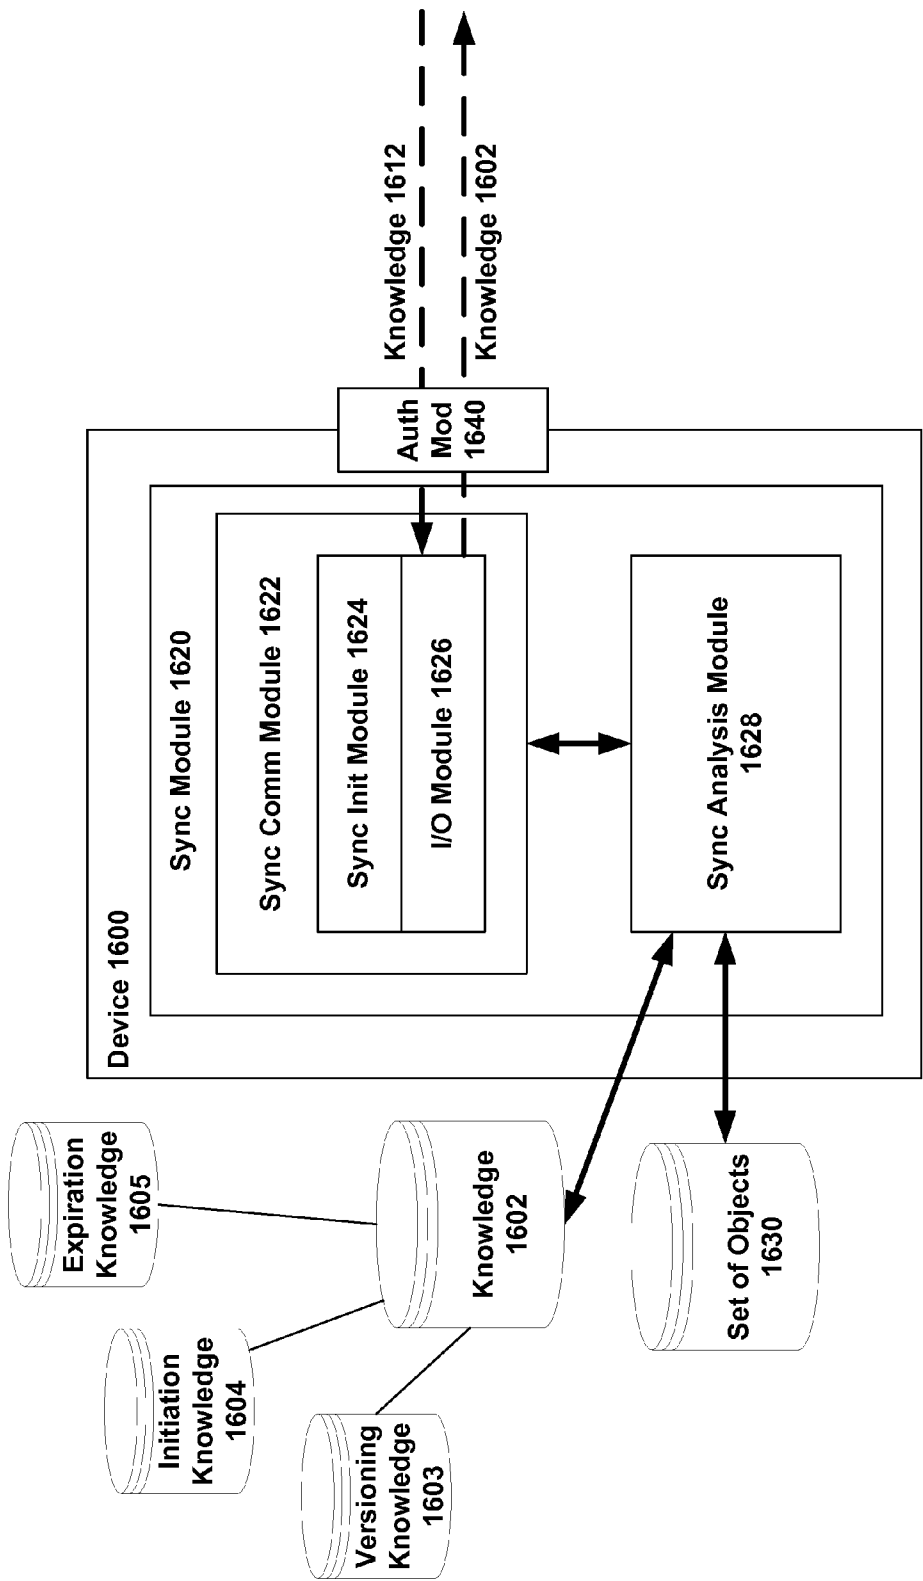 Device 1600
Sync Module 1620
Sync Comm Module 1622
Sync Init Module 1624
I/O Module 1626
Sync Analysis Module
1628
Auth
Mod
1640
Knowledge 1612
Knowledge 1602
Expiration
Knowledge
1605
Initiation
Knowledge
1604
Versioning
Knowledge
1603
Knowledge
1602
Set of Objects
1630